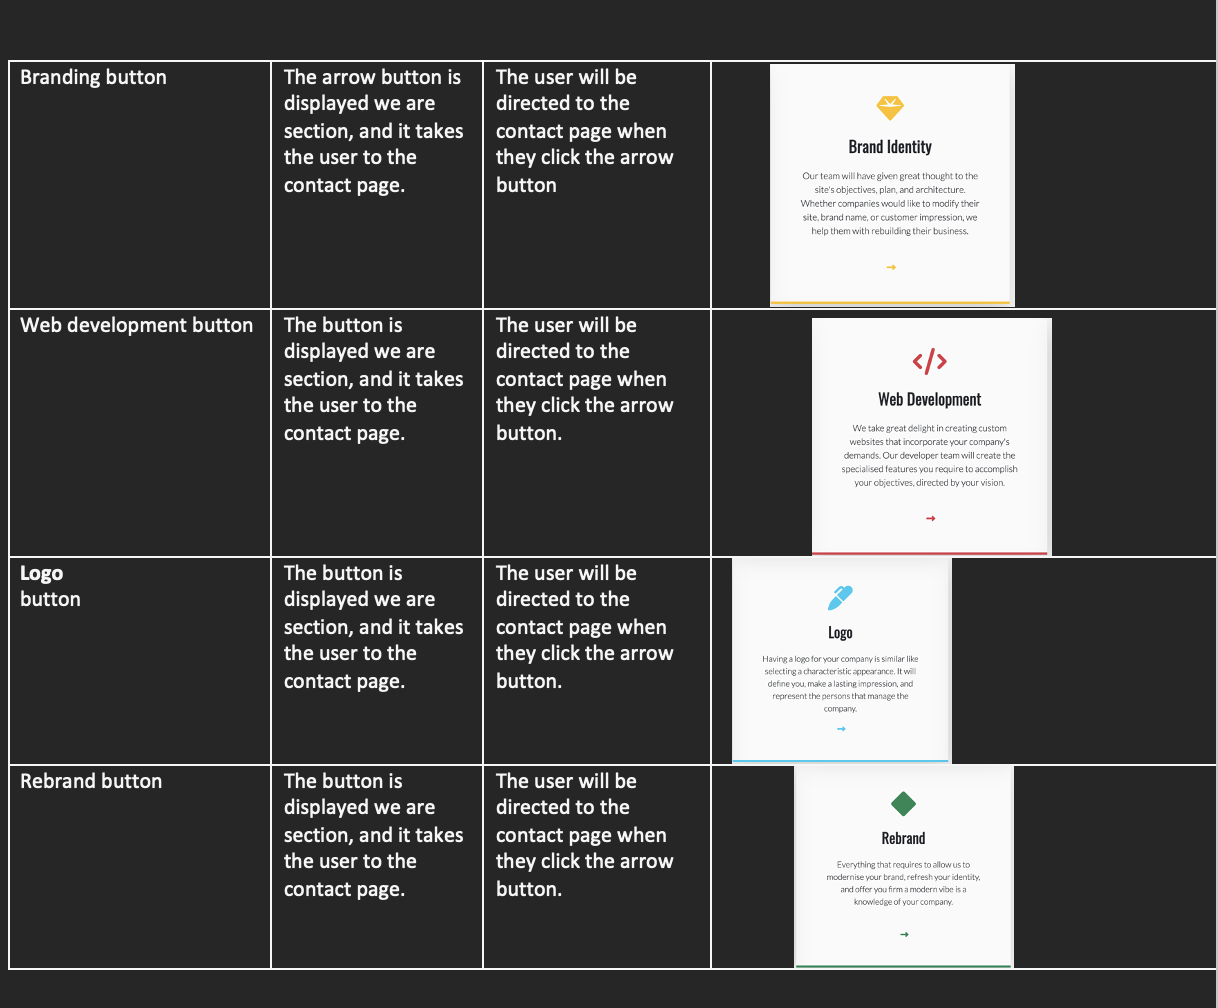 Branding button
The arrow button is
displayed we are
section, and it takes
the user to the
contact page.
The user will be
directed to the
contact page when
they click the arrow
button
Brand Identity
Our team will have given great thought to the
site's objectives, plan, and architecture.
Whether companies would like to modify their
site, brand name, or customer impression, we
help them with rebuilding their business.
→
Web development button
The button is
displayed we are
section, and it takes
the user to the
contact page.
The user will be
directed to the
contact page when
they click the arrow
button.
</>
Web Development
We take great delight in creating custom
websites that incorporate your company's
demands. Our developer team will create the
specialised features you require to accomplish
your objectives, directed by your vision.
→
Logo
button
The button is
displayed we are
section, and it takes
the user to the
contact page.
The user will be
directed to the
contact page when
they click the arrow
button.
Logo
Having a logo for your company is similar like
selecting a characteristic appearance. It will
define you, make a lasting impression, and
represent the persons that manage the
company.
→
Rebrand button
The button is
displayed we are
section, and it takes
the user to the
contact page.
The user will be
directed to the
contact page when
they click the arrow
button.
Rebrand
Everything that requires to allow us to
modernise your brand, refresh your identity,
and offer you firm a modern vibe is a
knowledge of your company.
→